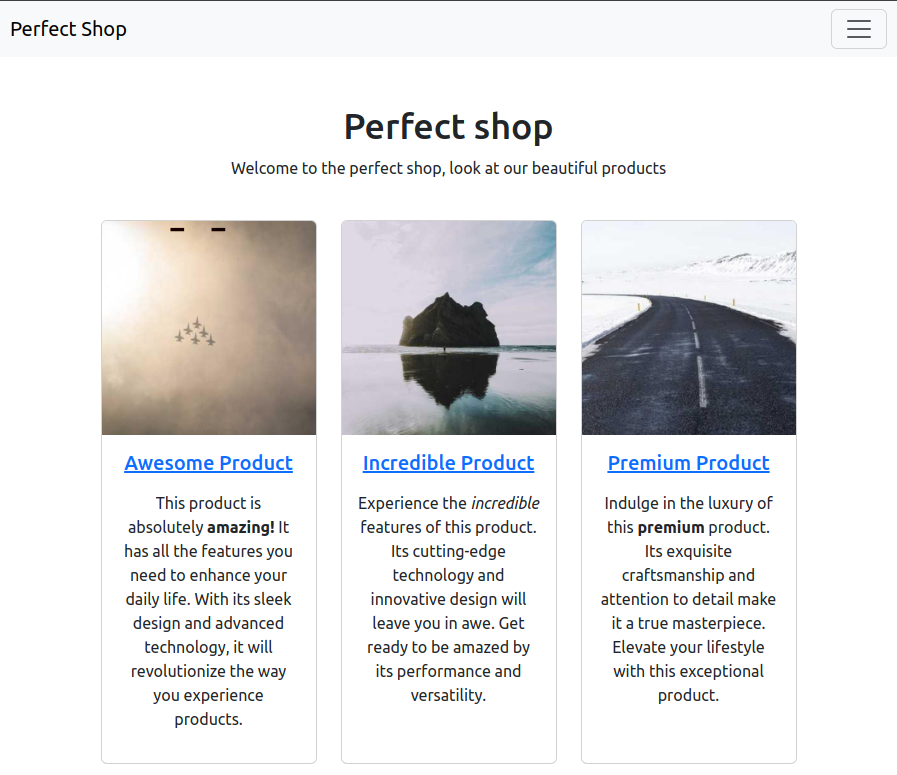 Perfect Shop
Perfect shop
Welcome to the perfect shop, look at our beautiful products
Awesome Product
This product is
absolutely amazing! It
has all the features you
need to enhance your
daily life. With its sleek
design and advanced
technology, it will
revolutionize the way
you experience
products.
Incredible Product
Experience the incredible
features of this product.
Its cutting-edge
technology and
innovative design will
leave you in awe. Get
ready to be amazed by
its performance and
versatility.
Premium Product
Indulge in the luxury of
this premium product.
Its exquisite
craftsmanship and
attention to detail make
it a true masterpiece.
Elevate your lifestyle
with this exceptional
product.